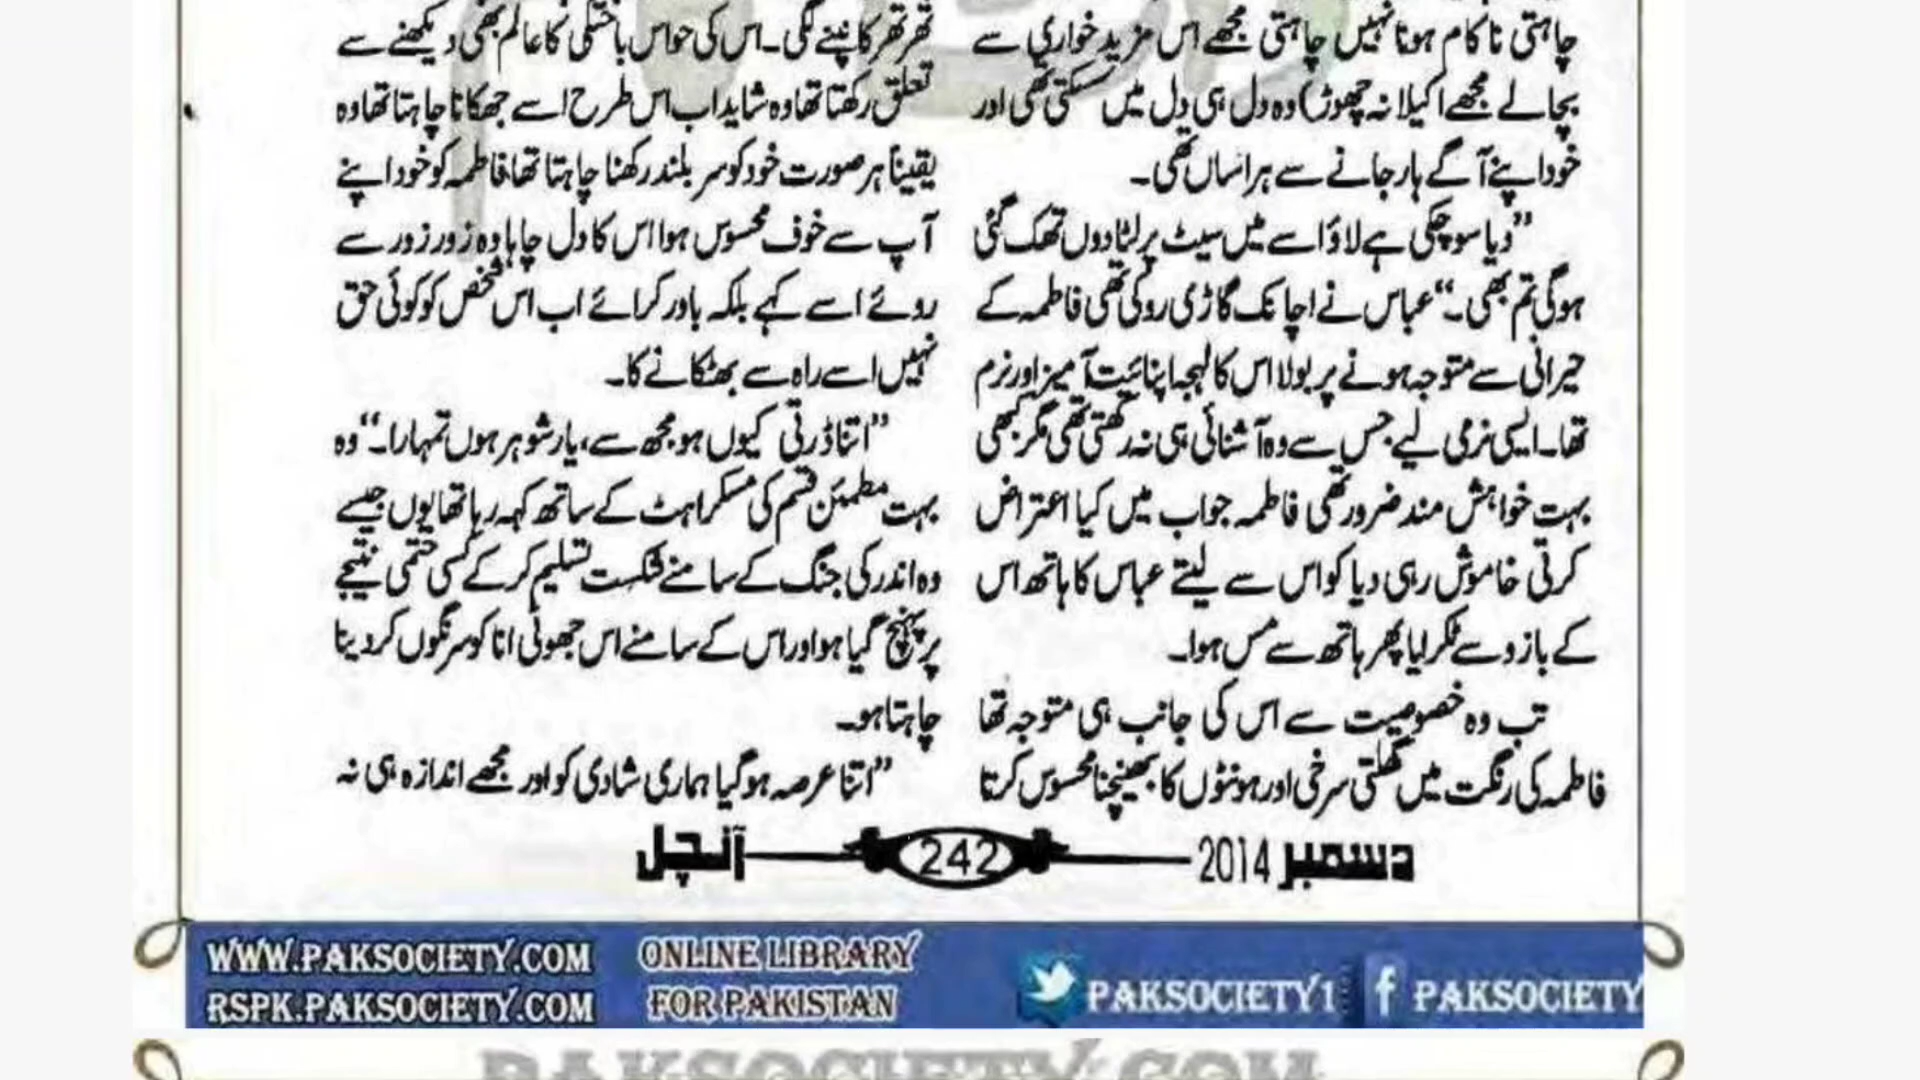 چاہتی نا کام ہونا نہیں چاہتی مجھے اس مزید خواری سے
بچالے مجھے اکیلا نہ چھوڑ) وہ دل ہی دل میں سسکتی تھی اور
خود اپنے آگے ہار جانے سے ہراساں تھی۔
”دیا سو چکی ہے لاؤ اسے میں سیٹ پر لٹا دوں تھک گئی
ہوگی تم بھی۔“ عباس نے اچانک گاڑی روکی تھی فاطمہ کے
حیرانی سے متوجہ ہونے پر بولا اس کا لہجہ اپنائیت آمیز اور نرم
تھا۔ ایسی نرمی لیے جس سے وہ آشنائی ہی نہ رکھتی تھی مگر کبھی
بہت خواہش مند ضرور تھی فاطمہ جواب میں کیا اعتراض
کرتی خاموش رہی دیا کو اس سے لیتے عباس کا ہاتھ اس
کے بازو سے ٹکرایا پھر ہاتھ سے مس ہوا۔
تب وہ خصوصیت سے اس کی جانب ہی متوجہ تھا
فاطمہ کی رنگت میں گھلتی سرخی اور ہونٹوں کا بھینچنا محسوس کرتا
تھر تھر کانپنے لگی۔ اس کی حواس باختگی کا عالم بھی دیکھنے سے
تعلق رکھتا تھا وہ شاید اب اس طرح اسے جھکانا چاہتا تھا وہ
یقیناً ہر صورت خود کو سر بلند رکھنا چاہتا تھا فاطمہ کو خود اپنے
آپ سے خوف محسوس ہوا اس کا دل چاہا وہ زور زور سے
روئے اسے کہے بلکہ باور کرائے اب اس شخص کو کوئی حق
نہیں اسے راہ سے بھٹکانے کا۔
”اتنا ڈرتی کیوں ہو مجھ سے، یار شوہر ہوں تمہارا۔“ وہ
بہت مطمئن قسم کی مسکراہٹ کے ساتھ کہہ رہا تھا یوں جیسے
وہ اندر کی جنگ کے سامنے شکست تسلیم کر کے کسی حتمی نتیجے
پر پہنچ گیا ہو اور اس کے سامنے اس جھوٹی انا کو سرنگوں کر دینا
چاہتا ہو۔
”اتنا عرصہ ہو گیا ہماری شادی کو اور مجھے اندازہ ہی نہ
دسمبر 2014 242 آنچل
WWW.PAKSOCIETY.COM ONLINE LIBRARY
RSPK.PAKSOCIETY.COM FOR PAKISTAN
PAKSOCIETY1 f PAKSOCIETY
PAKSOCIETY.COM